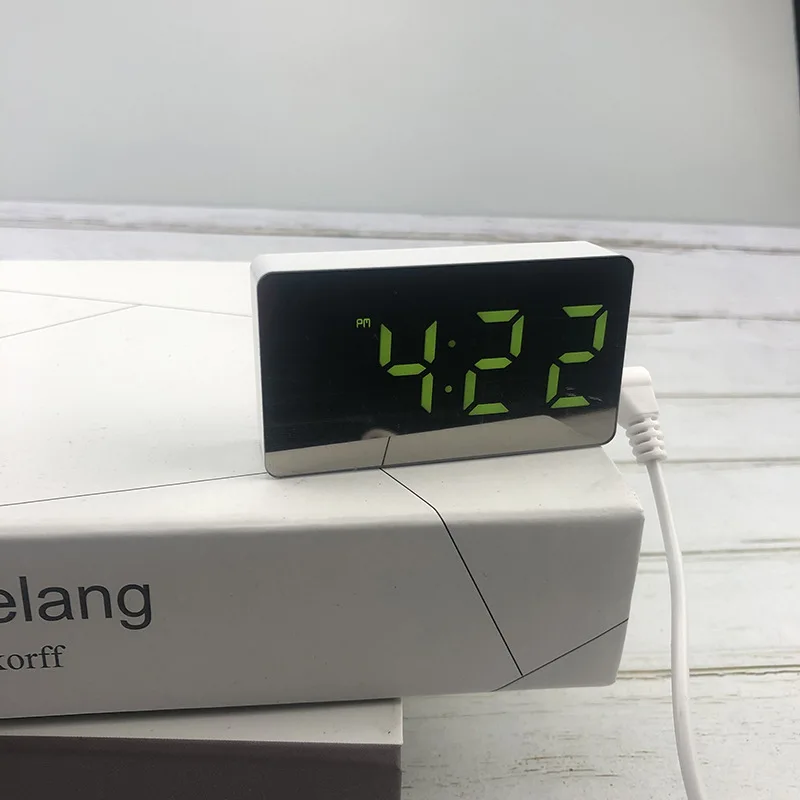 PM 4:22
elang
korff